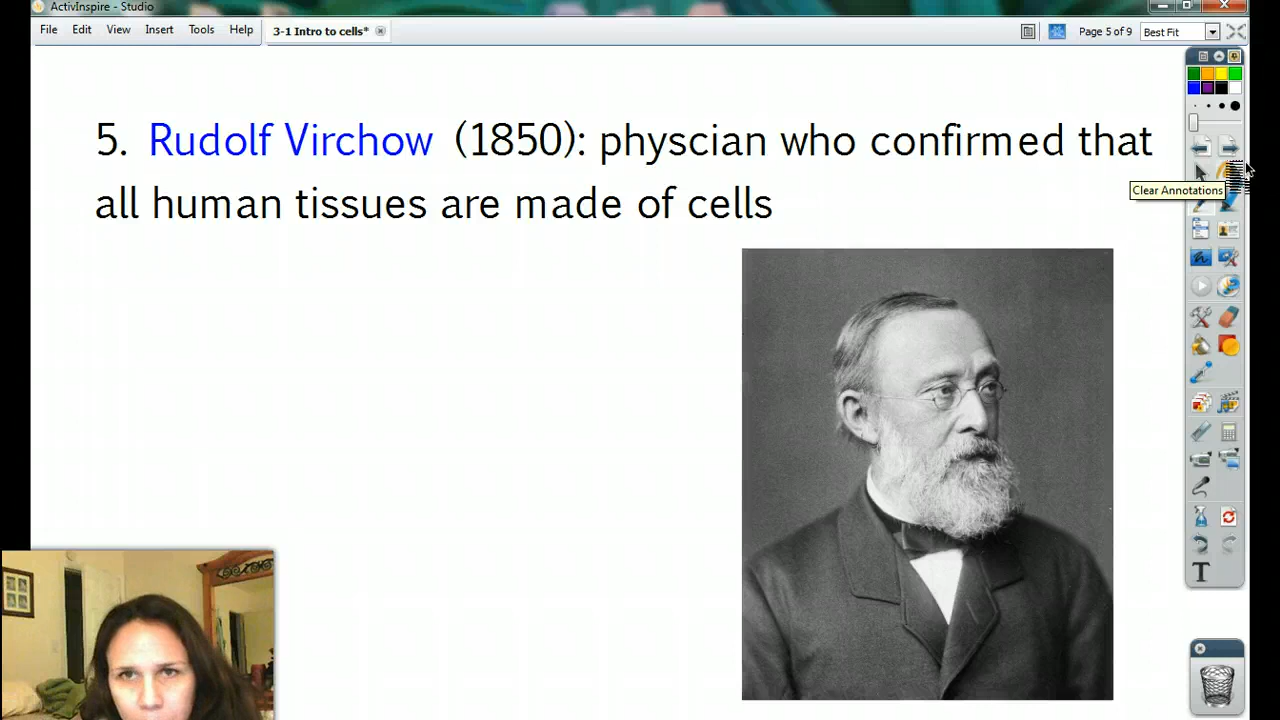 ActivInspire - Studio
File Edit View Insert Tools Help 3-1 Intro to cells* Page 5 of 9 Best Fit
5. Rudolf Virchow (1850): physcian who confirmed that
all human tissues are made of cells
Clear Annotations
T